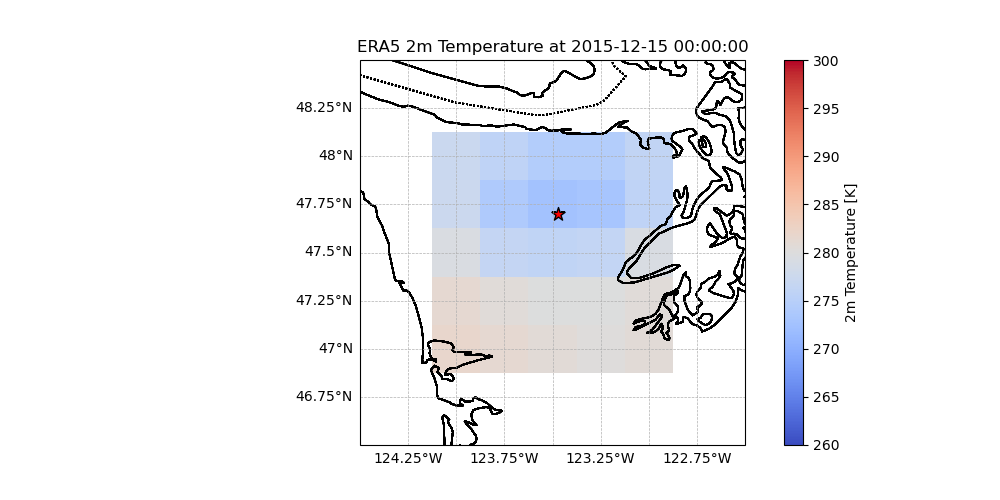 ERA5 2m Temperature at 2015-12-15 00:00:00
48.25°N
48°N
47.75°N
47.5°N
47.25°N
47°N
46.75°N
124.25°W 123.75°W 123.25°W 122.75°W
300
295
290
285
280
275
270
265
260
2m Temperature [K]